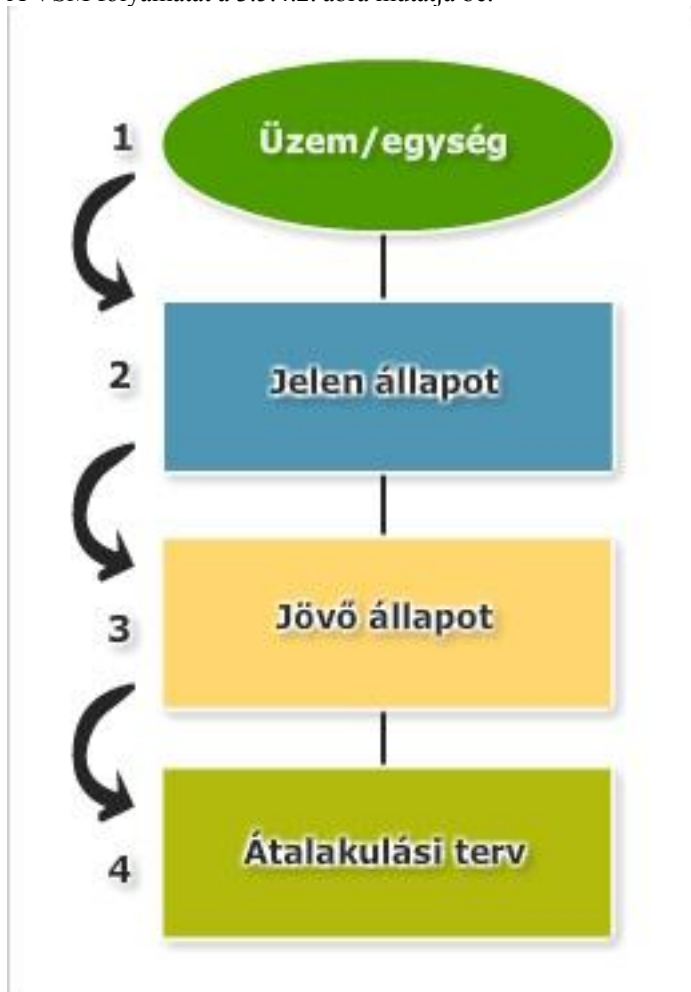 1
Üzem/egység
2
Jelen állapot
3
Jövő állapot
4
Átalakulási terv